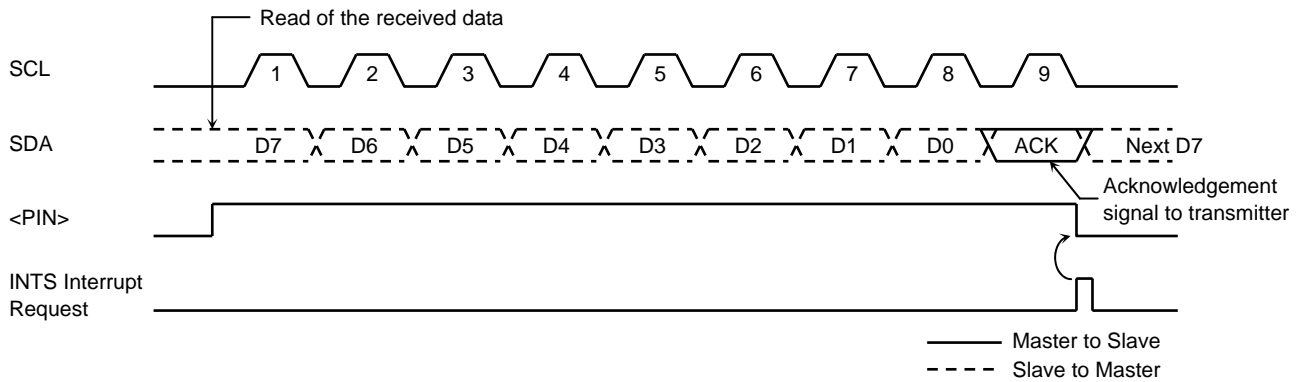 Read of the received data
SCL
1 2 3 4 5 6 7 8 9
SDA
D7 D6 D5 D4 D3 D2 D1 D0 ACK Next D7
Acknowledgement
signal to transmitter
<PIN>
INTS Interrupt
Request
Master to Slave
Slave to Master